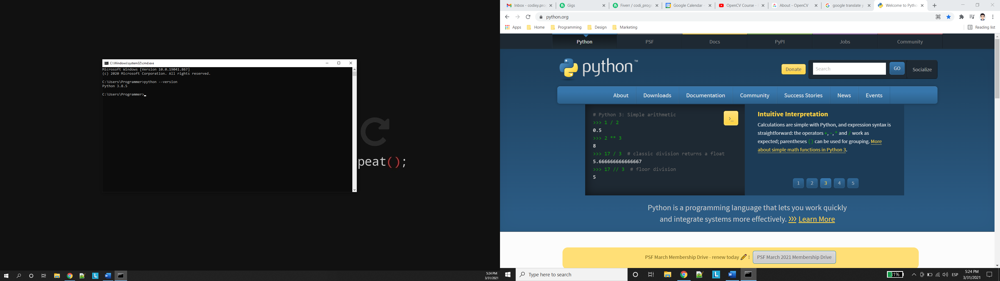 C:\Windows\system32\cmd.exe
Microsoft Windows [Version 10.0.19041.867]
(c) 2020 Microsoft Corporation. All rights reserved.
C:\Users\Programmer>python --version
Python 3.8.5
C:\Users\Programmer>
peat();
5:24 PM
3/31/2021
Inbox - codixy.pro
Gigs
Fiverr / codi_prog
Google Calendar -
OpenCV Course -
About - OpenCV
google translate y
Welcome to Pytho
python.org
Apps
Home
Programming
Design
Marketing
Reading list
Python
PSF
Docs
PyPI
Jobs
Community
python™
Donate
Search
GO
Socialize
About
Downloads
Documentation
Community
Success Stories
News
Events
# Python 3: Simple arithmetic
>>> 1 / 2
0.5
>>> 2 ** 3
8
>>> 17 / 3  # classic division returns a float
5.666666666666667
>>> 17 // 3  # floor division
5
>_
Intuitive Interpretation
Calculations are simple with Python, and expression syntax is
straightforward: the operators +, -, * and / work as
expected; parentheses () can be used for grouping. More
about simple math functions in Python 3.
1 2 3 4 5
Python is a programming language that lets you work quickly
and integrate systems more effectively. >>> Learn More
PSF March Membership Drive - renew today !
PSF March 2021 Membership Drive
Type here to search
31%
ESP
5:24 PM
3/31/2021